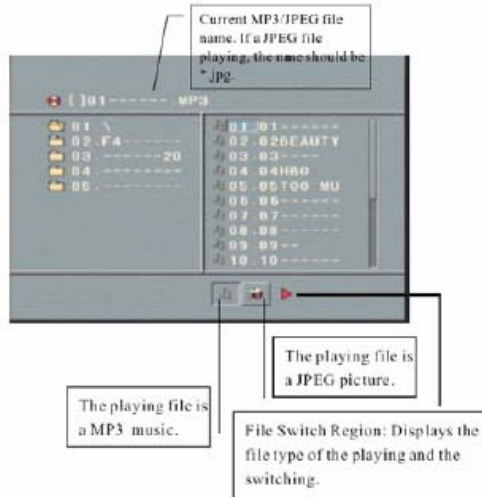 Current MP3/JPEG file
name. If a JPEG file
playing, the name should be
*.jpg.
[ ]01------- .MP3
01 \
02.F4-------
03.-------20
04.--------
05.--------
01 01------
02.02BEAUTY
03.03----
04.04HBO
05.05TOO MU
06.06------
07.07------
08.08------
09.09--
10.10------
The playing file is
a JPEG picture.
The playing file is
a MP3 music.
File Switch Region: Displays the
file type of the playing and the
switching.